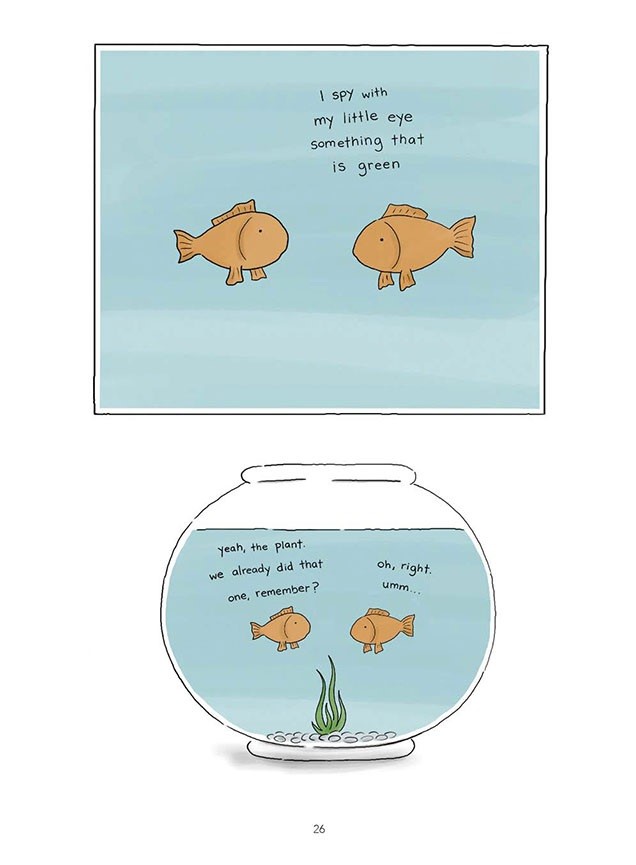 I spy with
my little eye
something that
is green
yeah, the plant.
we already did that
one, remember?
oh, right.
umm...
26